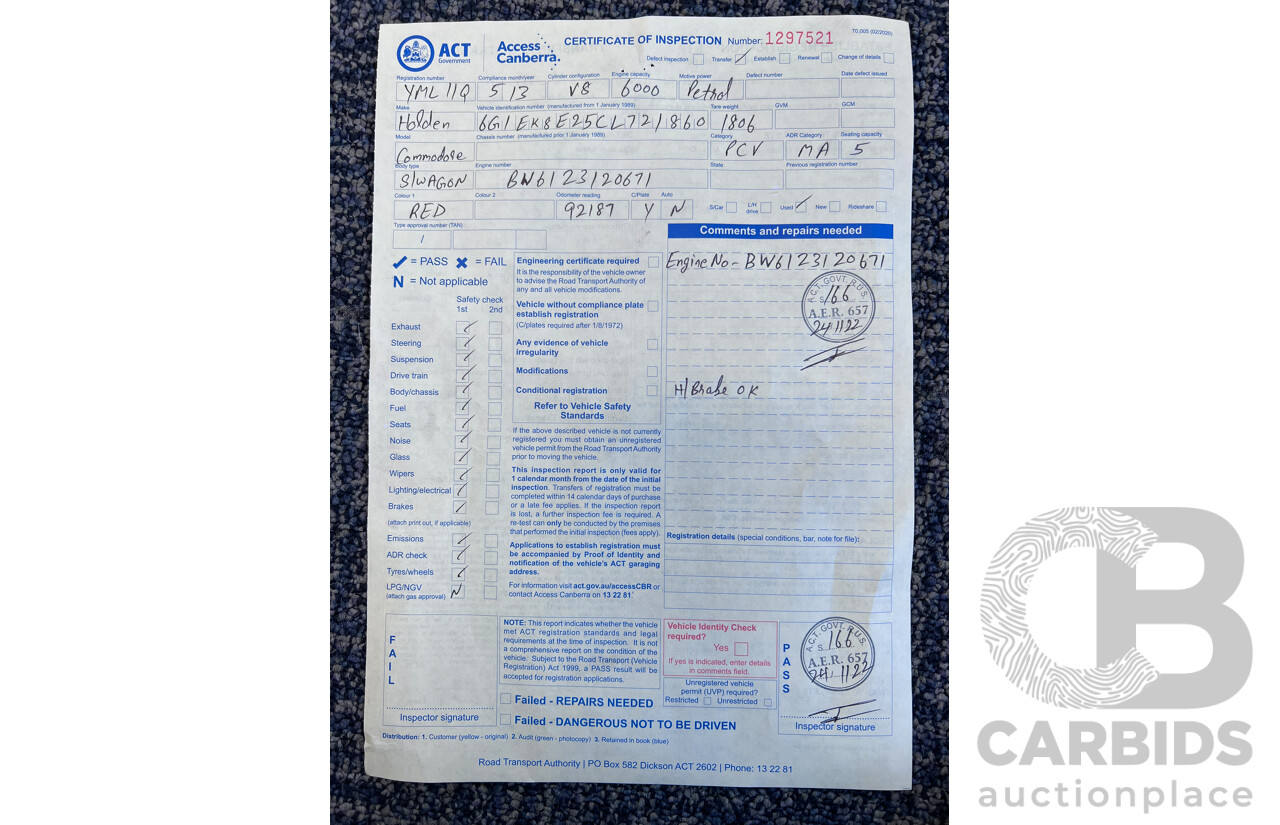 ACT
Government
Access
Canberra.
CERTIFICATE OF INSPECTION Number: 1297521
T0.005 (02/2020)
Defect Inspection Transfer Establish Renewal Change of details
Registration number Compliance month/year Cylinder configuration Engine capacity Motive power Defect number Date defect issued
YML 11Q 5 13 V8 6000 Petrol
Make Vehicle identification number (manufactured from 1 January 1989) Tare weight GVM GCM
Holden 6G1EK8E25CL721860 1806
Model Chassis number (manufactured prior 1 January 1989) Category ADR Category Seating capacity
Commodore PCV MA 5
Body type Engine number State: Previous registration number
S/WAGON BW6123120671
Colour 1 Colour 2 Odometer reading C/Plate Auto
RED 92187 Y N
S/Car L/H drive Used New Rideshare
Type approval number (TAN)
Comments and repairs needed
Engine No - BW6123120671
A.C.T. GOVT. R.U.S.
S. 166
A.E.R. 657
24 11 22
H/Brake OK
= PASS = FAIL
N = Not applicable
Safety check
1st 2nd
Exhaust
Steering
Suspension
Drive train
Body/chassis
Fuel
Seats
Noise
Glass
Wipers
Lighting/electrical
Brakes
(attach print out, if applicable)
Emissions
ADR check
Tyres/wheels
LPG/NGV N
(attach gas approval)
Engineering certificate required
It is the responsibility of the vehicle owner
to advise the Road Transport Authority of
any and all vehicle modifications.
Vehicle without compliance plate
establish registration
(C/plates required after 1/8/1972)
Any evidence of vehicle
irregularity
Modifications
Conditional registration
Refer to Vehicle Safety
Standards
If the above described vehicle is not currently
registered you must obtain an unregistered
vehicle permit from the Road Transport Authority
prior to moving the vehicle.
This inspection report is only valid for
1 calendar month from the date of the initial
inspection. Transfers of registration must be
completed within 14 calendar days of purchase
or a late fee applies. If the inspection report
is lost, a further inspection fee is required. A
re-test can only be conducted by the premises
that performed the initial inspection (fees apply).
Applications to establish registration must
be accompanied by Proof of Identity and
notification of the vehicle's ACT garaging
address.
For information visit act.gov.au/accessCBR or
contact Access Canberra on 13 22 81.
Registration details (special conditions, bar, note for file):
FAIL
Inspector signature
NOTE: This report indicates whether the vehicle
met ACT registration standards and legal
requirements at the time of inspection. It is not
a comprehensive report on the condition of the
vehicle. Subject to the Road Transport (Vehicle
Registration) Act 1999, a PASS result will be
accepted for registration applications.
Failed - REPAIRS NEEDED
Failed - DANGEROUS NOT TO BE DRIVEN
Vehicle Identity Check
required?
Yes
If yes is indicated, enter details
in comments field.
Unregistered vehicle
permit (UVP) required?
Restricted Unrestricted
PASS
A.C.T. GOVT. R.U.S.
S. 166
A.E.R. 657
24 11 22
Inspector signature
Distribution: 1. Customer (yellow - original) 2. Audit (green - photocopy) 3. Retained in book (blue)
Road Transport Authority | PO Box 582 Dickson ACT 2602 | Phone: 13 22 81
CB
CARBIDS
auctionplace